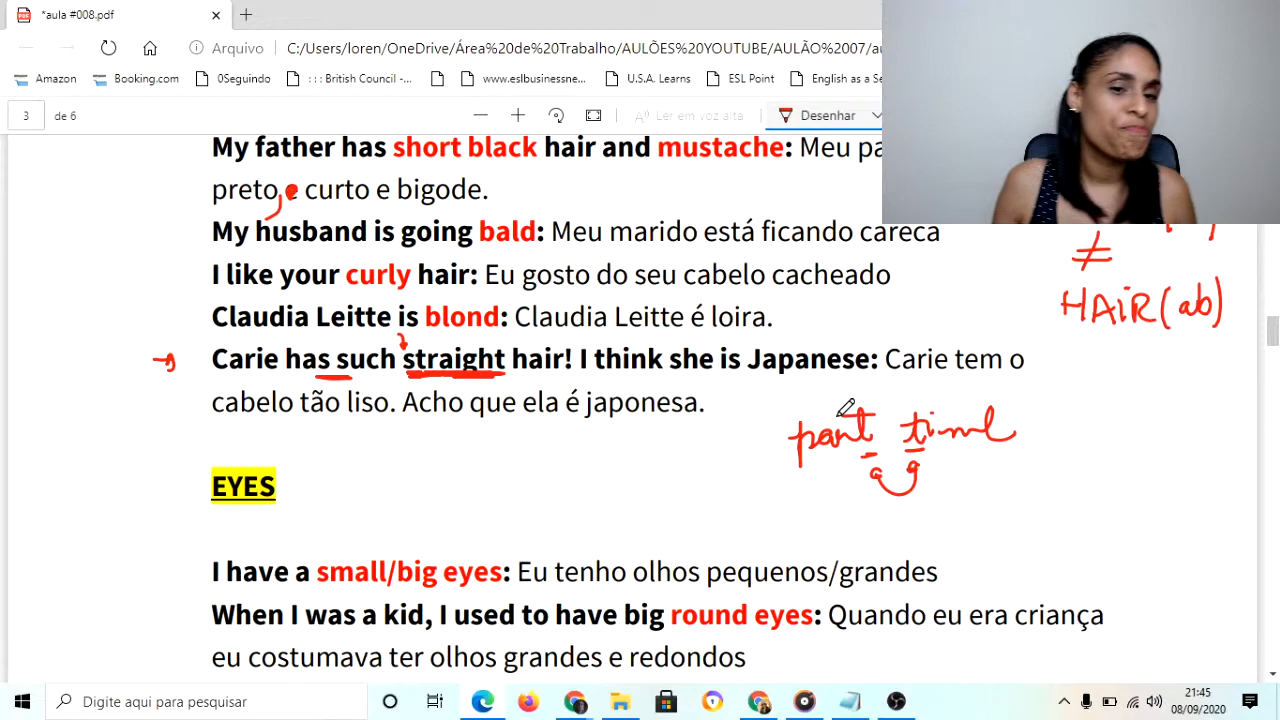 *aula #008.pdf
Arquivo C:/Users/loren/OneDrive/Área%20de%20Trabalho/AULÕES%20YOUTUBE/AULÃO%2007/au
Amazon Booking.com 0Seguindo ::: British Council -... www.eslbusinessne... U.S.A. Learns ESL Point English as a Se
3 de 6 Ler em voz alta Desenhar
My father has short black hair and mustache: Meu pa
preto e curto e bigode.
My husband is going bald: Meu marido está ficando careca
≠
I like your curly hair: Eu gosto do seu cabelo cacheado
HAIR (ab)
Claudia Leitte is blond: Claudia Leitte é loira.
Carie has such straight hair! I think she is Japanese: Carie tem o
cabelo tão liso. Acho que ela é japonesa.
part time
EYES
I have a small/big eyes: Eu tenho olhos pequenos/grandes
When I was a kid, I used to have big round eyes: Quando eu era criança
eu costumava ter olhos grandes e redondos
Digite aqui para pesquisar
21:45
08/09/2020